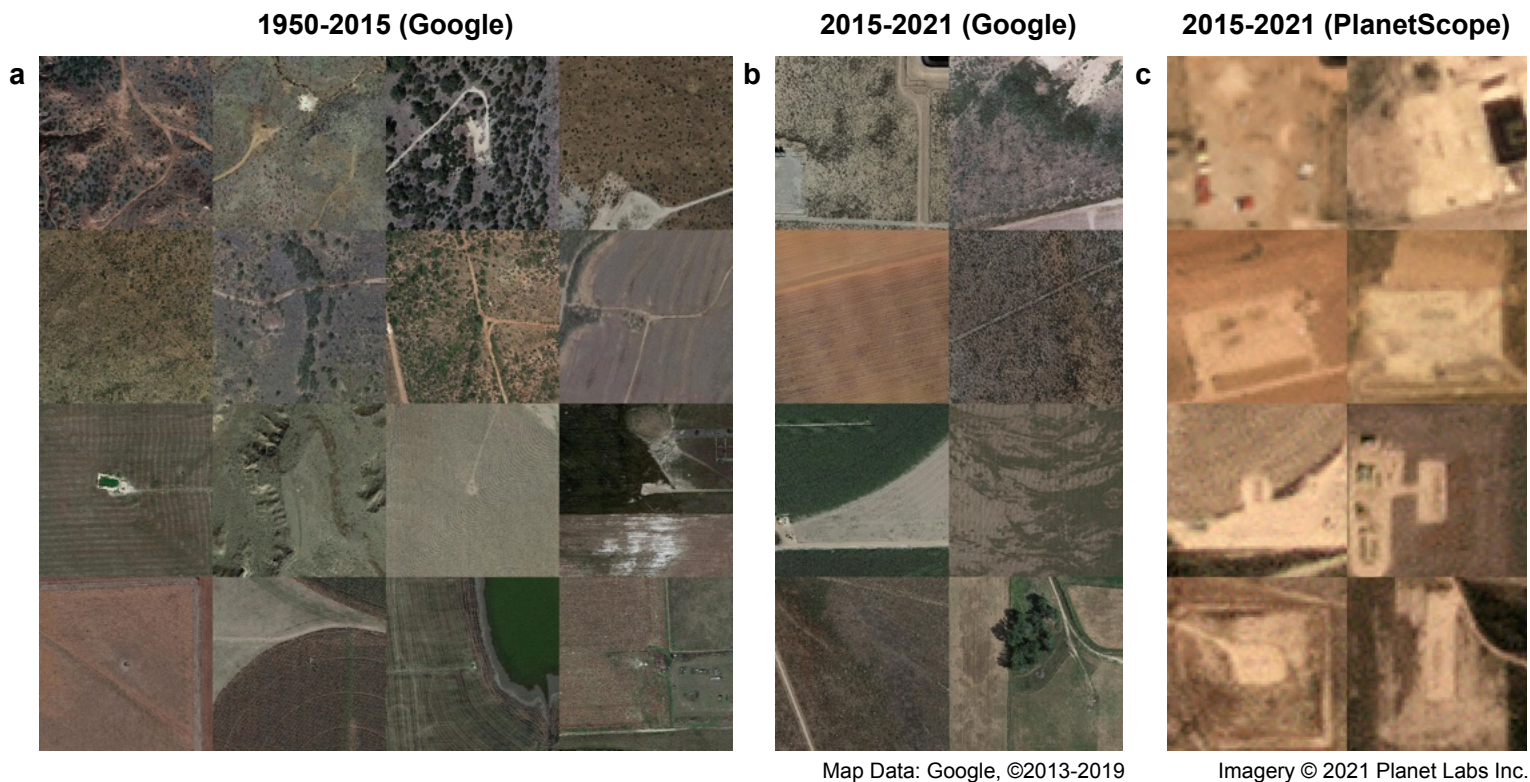 1950-2015 (Google)
2015-2021 (Google)
2015-2021 (PlanetScope)
a
b
c
Map Data: Google, ©2013-2019
Imagery © 2021 Planet Labs Inc.